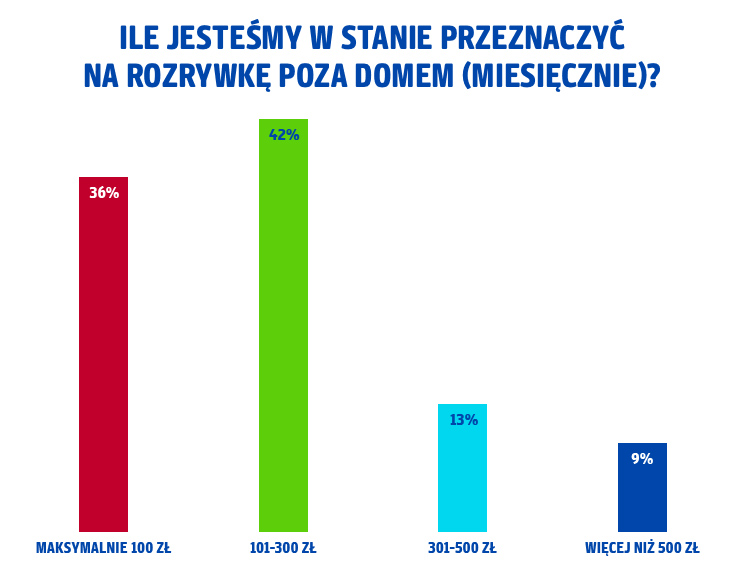 ILE JESTEŚMY W STANIE PRZEZNACZYĆ
NA ROZRYWKĘ POZA DOMEM (MIESIĘCZNIE)?
36%
42%
13%
9%
MAKSYMALNIE 100 ZŁ
101-300 ZŁ
301-500 ZŁ
WIĘCEJ NIŻ 500 ZŁ